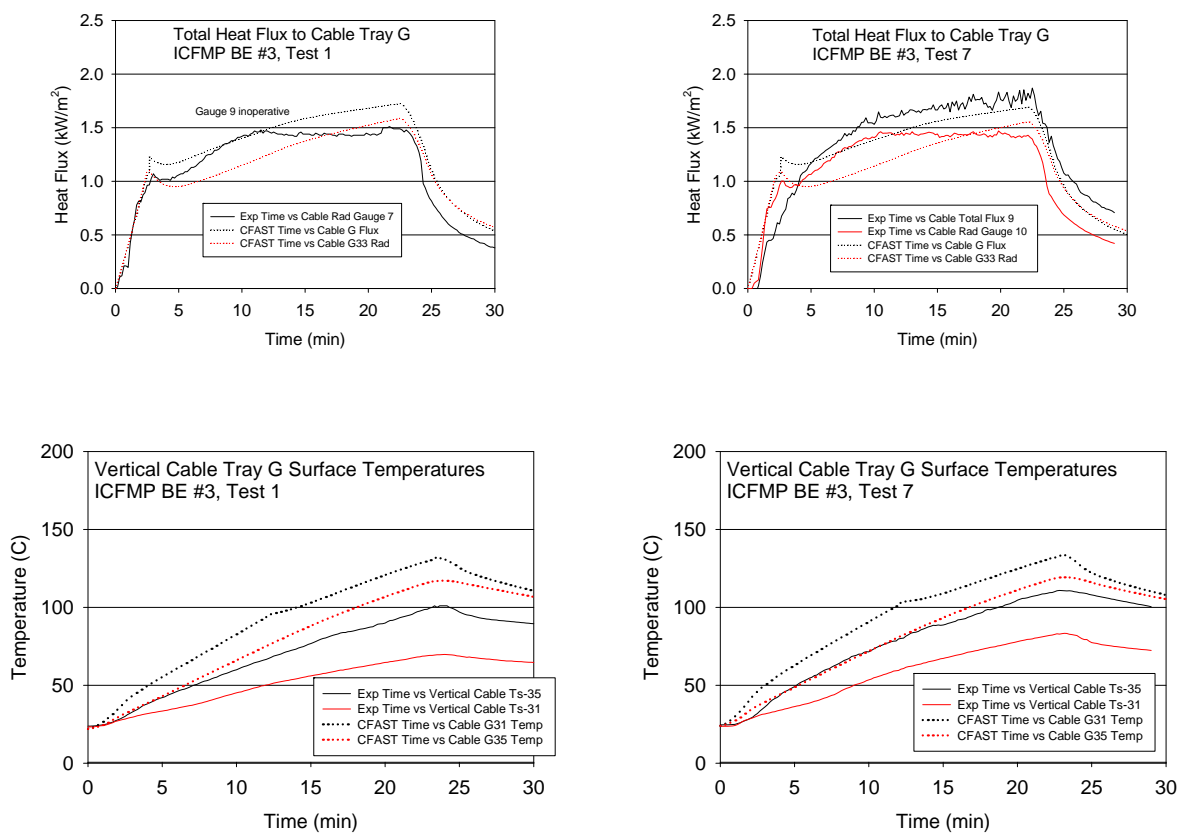 Total Heat Flux to Cable Tray G
ICFMP BE #3, Test 1
Gauge 9 inoperative
Heat Flux (kW/m2)
2.5
2.0
1.5
1.0
0.5
0.0
Exp Time vs Cable Rad Gauge 7
CFAST Time vs Cable G Flux
CFAST Time vs Cable G33 Rad
0 5 10 15 20 25 30
Time (min)
Total Heat Flux to Cable Tray G
ICFMP BE #3, Test 7
Heat Flux (kW/m2)
2.5
2.0
1.5
1.0
0.5
0.0
Exp Time vs Cable Total Flux 9
Exp Time vs Cable Rad Gauge 10
CFAST Time vs Cable G Flux
CFAST Time vs Cable G33 Rad
0 5 10 15 20 25 30
Time (min)
Vertical Cable Tray G Surface Temperatures
ICFMP BE #3, Test 1
Temperature (C)
200
150
100
50
0
Exp Time vs Vertical Cable Ts-35
Exp Time vs Vertical Cable Ts-31
CFAST Time vs Cable G31 Temp
CFAST Time vs Cable G35 Temp
0 5 10 15 20 25 30
Time (min)
Vertical Cable Tray G Surface Temperatures
ICFMP BE #3, Test 7
Temperature (C)
200
150
100
50
0
Exp Time vs Vertical Cable Ts-35
Exp Time vs Vertical Cable Ts-31
CFAST Time vs Cable G31 Temp
CFAST Time vs Cable G35 Temp
0 5 10 15 20 25 30
Time (min)